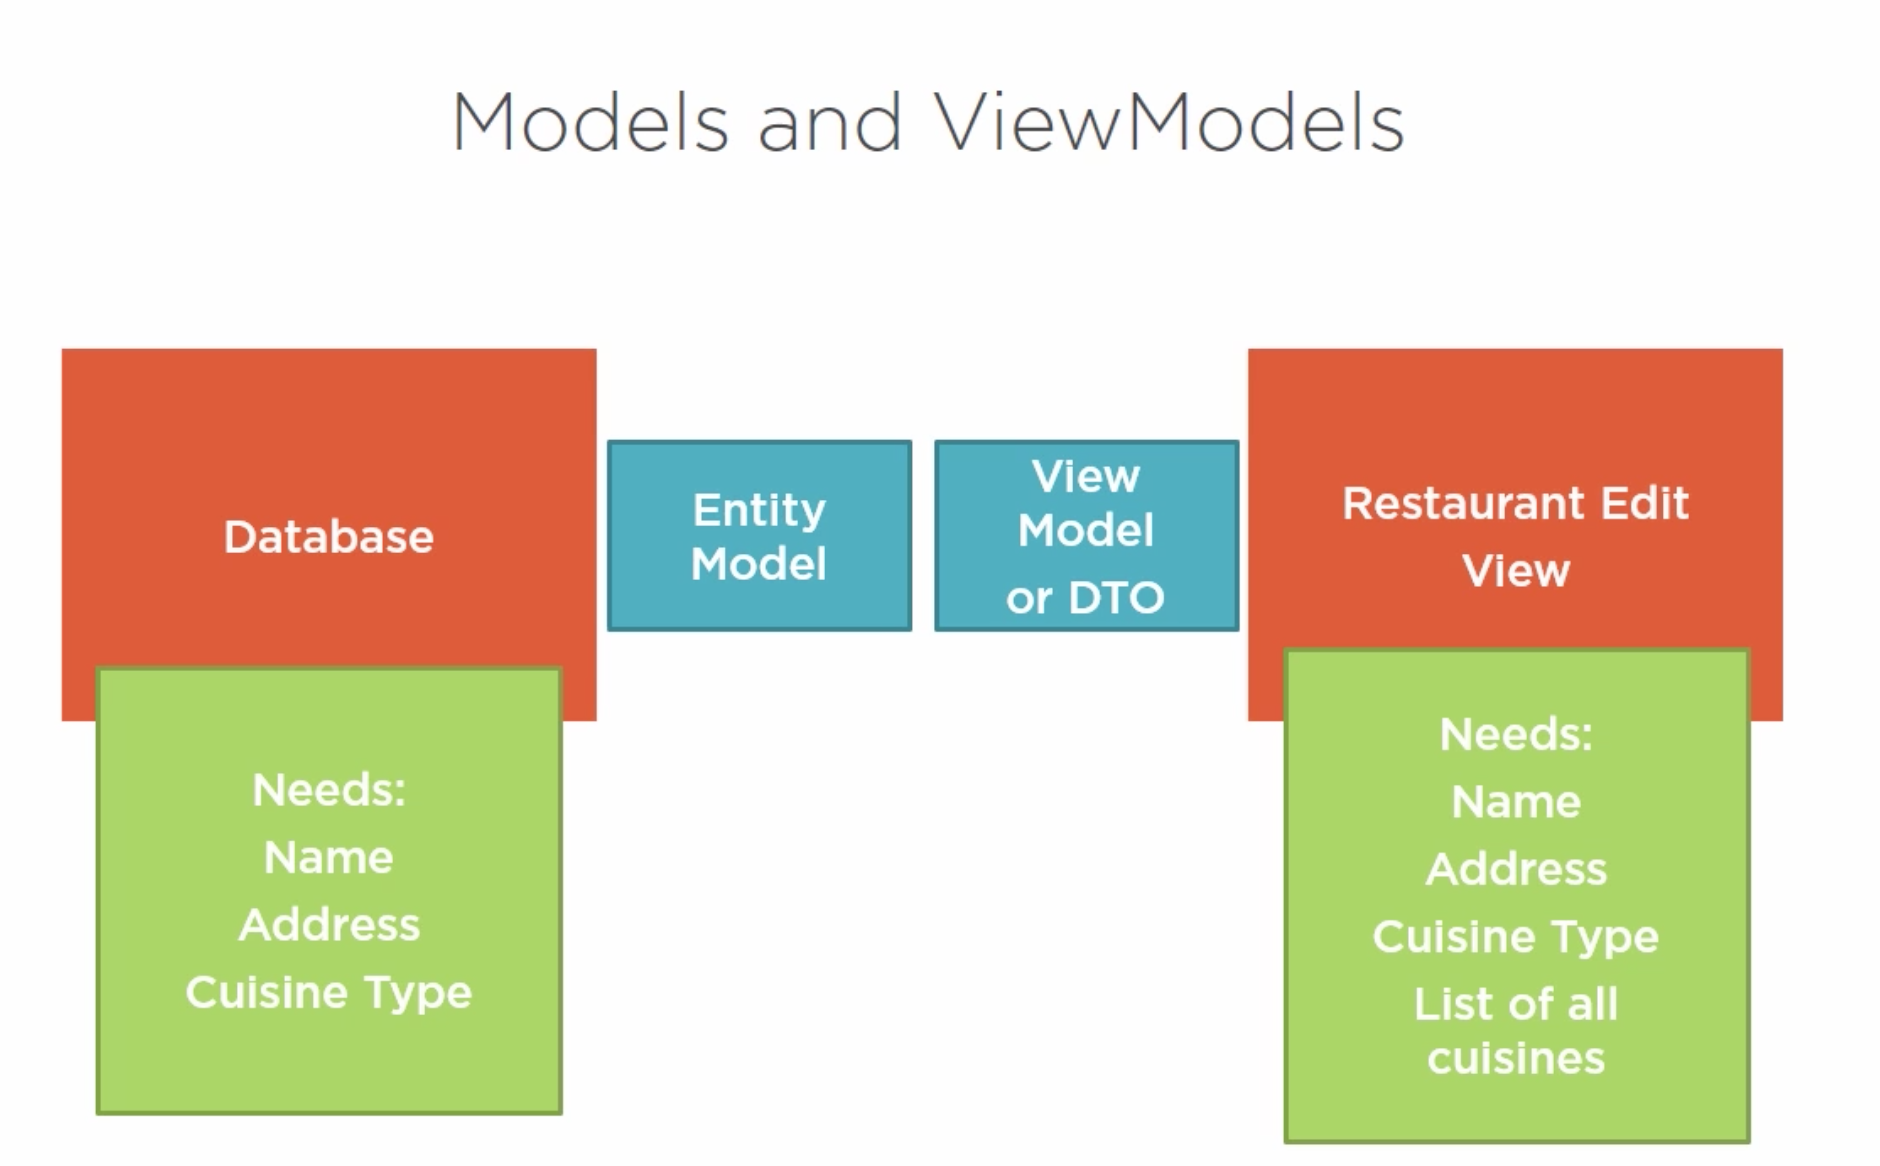 Models and ViewModels
Database
Entity
Model
View
Model
or DTO
Restaurant Edit
View
Needs:
Name
Address
Cuisine Type
Needs:
Name
Address
Cuisine Type
List of all
cuisines